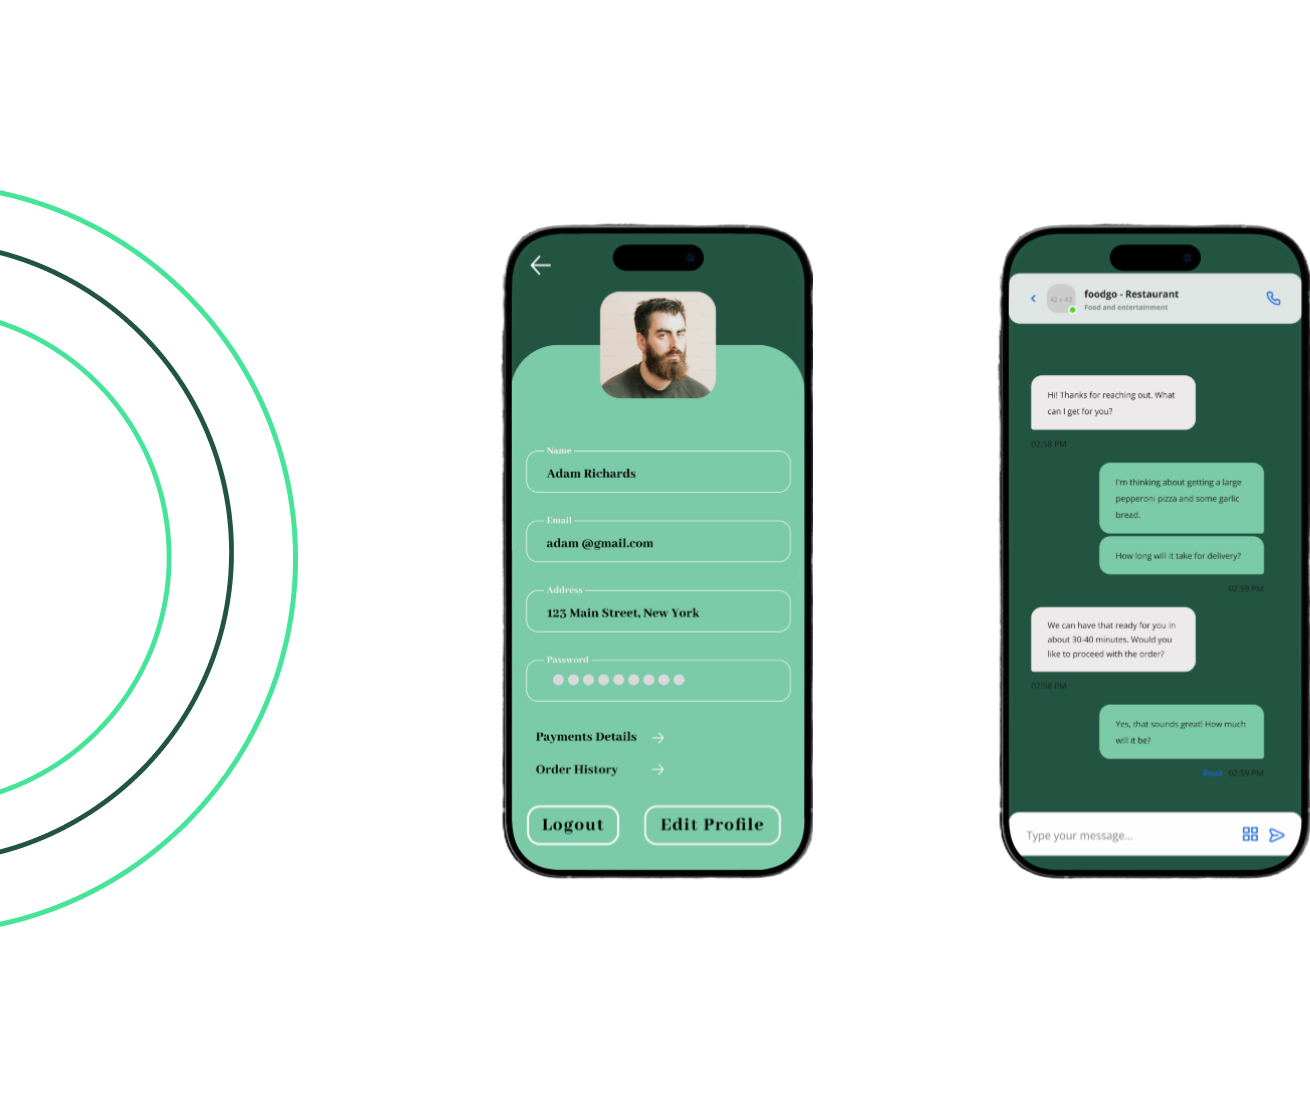 Name
Adam Richards
Email
adam @gmail.com
Address
123 Main Street, New York
Password
Payments Details
Order History
Logout
Edit Profile
42 x 42
foodgo - Restaurant
Food and entertainment
Hi! Thanks for reaching out. What
can I get for you?
02:58 PM
I'm thinking about getting a large
pepperoni pizza and some garlic
bread.
How long will it take for delivery?
02:59 PM
We can have that ready for you in
about 30-40 minutes. Would you
like to proceed with the order?
02:58 PM
Yes, that sounds great! How much
will it be?
Read 02:59 PM
Type your message...